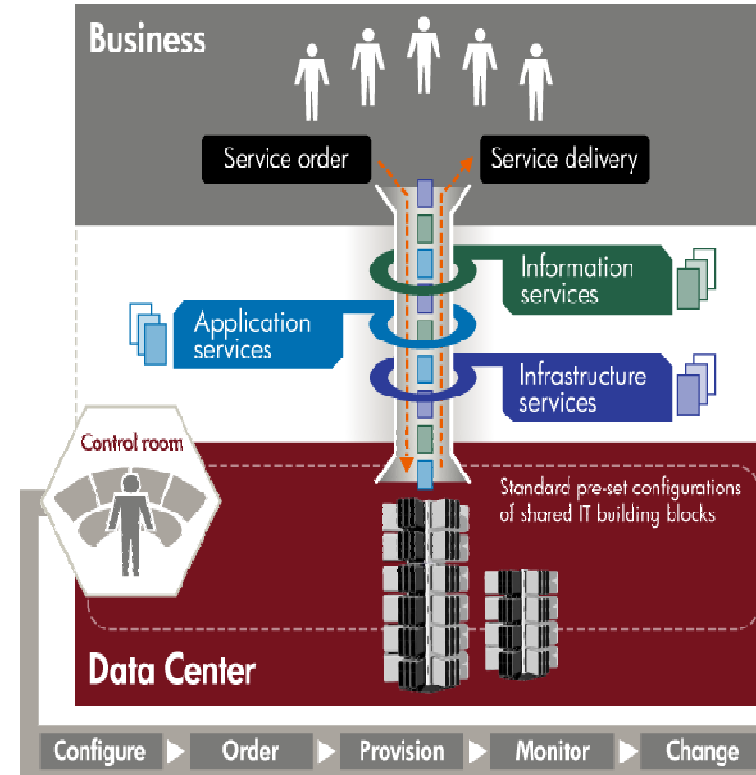 Business
Service order
Service delivery
Information
services
Application
services
Infrastructure
services
Control room
Standard pre-set configurations
of shared IT building blocks
Data Center
Configure
Order
Provision
Monitor
Change